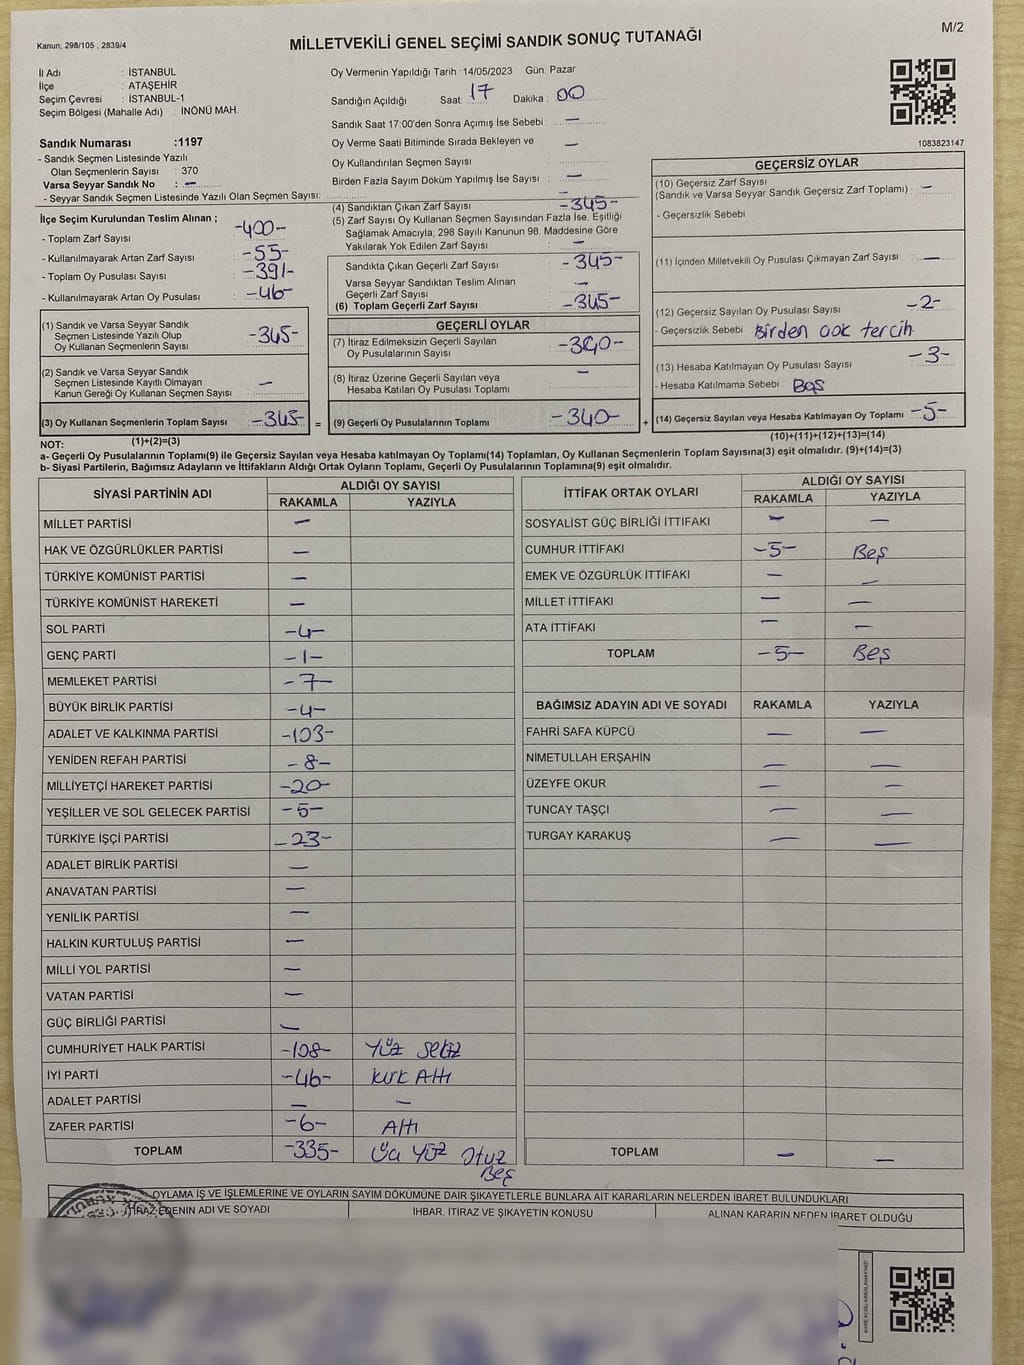 M/2
Kanun: 298/105 , 2839/4
MİLLETVEKİLİ GENEL SEÇİMİ SANDIK SONUÇ TUTANAĞI
İl Adı : İSTANBUL
İlçe : ATAŞEHİR
Seçim Çevresi : İSTANBUL-1
Seçim Bölgesi (Mahalle Adı) : İNÖNÜ MAH.
Sandık Numarası :1197
- Sandık Seçmen Listesinde Yazılı
Olan Seçmenlerin Sayısı : 370
Varsa Seyyar Sandık No : –
- Seyyar Sandık Seçmen Listesinde Yazılı Olan Seçmen Sayısı:
Oy Vermenin Yapıldığı Tarih :14/05/2023 Gün: Pazar
Sandığın Açıldığı Saat: 17 Dakika: 00
Sandık Saat 17:00'den Sonra Açımış İse Sebebi : –
Oy Verme Saati Bitiminde Sırada Bekleyen ve –
Oy Kullandırılan Seçmen Sayısı
Birden Fazla Sayım Döküm Yapılmış İse Sayısı : –
1083823147
İlçe Seçim Kurulundan Teslim Alınan ;
- Toplam Zarf Sayısı : -400-
- Kullanılmayarak Artan Zarf Sayısı : -55-
- Toplam Oy Pusulası Sayısı : -391-
- Kullanılmayarak Artan Oy Pusulası : -46-
(1) Sandık ve Varsa Seyyar Sandık
Seçmen Listesinde Yazılı Olup
Oy Kullanan Seçmenlerin Sayısı -345-
(2) Sandık ve Varsa Seyyar Sandık
Seçmen Listesinde Kayıtlı Olmayan
Kanun Gereği Oy Kullanan Seçmen Sayısı –
(3) Oy Kullanan Seçmenlerin Toplam Sayısı -345- =
(1)+(2)=(3)
(4) Sandıktan Çıkan Zarf Sayısı -345-
(5) Zarf Sayısı Oy Kullanan Seçmen Sayısından Fazla İse, Eşitliği
Sağlamak Amacıyla; 298 Sayılı Kanunun 98. Maddesine Göre
Yakılarak Yok Edilen Zarf Sayısı –
Sandıkta Çıkan Geçerli Zarf Sayısı -345-
Varsa Seyyar Sandıktan Teslim Alınan
Geçerli Zarf Sayısı –
(6) Toplam Geçerli Zarf Sayısı -345-
GEÇERLİ OYLAR
(7) İtiraz Edilmeksizin Geçerli Sayılan
Oy Pusulalarının Sayısı -340-
(8) İtiraz Üzerine Geçerli Sayılan veya
Hesaba Katılan Oy Pusulası Toplamı –
(9) Geçerli Oy Pusulalarının Toplamı -340- +
GEÇERSİZ OYLAR
(10) Geçersiz Zarf Sayısı
(Sandık ve Varsa Seyyar Sandık Geçersiz Zarf Toplamı) : –
- Geçersizlik Sebebi
(11) İçinden Milletvekili Oy Pusulası Çıkmayan Zarf Sayısı : –
(12) Geçersiz Sayılan Oy Pusulası Sayısı -2-
- Geçersizlik Sebebi Birden çok tercih
(13) Hesaba Katılmayan Oy Pusulası Sayısı -3-
- Hesaba Katılmama Sebebi Boş
(14) Geçersiz Sayılan veya Hesaba Katılmayan Oy Toplamı -5-
(10)+(11)+(12)+(13)=(14)
NOT:
a- Geçerli Oy Pusulalarının Toplamı(9) ile Geçersiz Sayılan veya Hesaba katılmayan Oy Toplamı(14) Toplamları, Oy Kullanan Seçmenlerin Toplam Sayısına(3) eşit olmalıdır. (9)+(14)=(3)
b- Siyasi Partilerin, Bağımsız Adayların ve İttifakların Aldığı Ortak Oyların Toplamı, Geçerli Oy Pusulalarının Toplamına(9) eşit olmalıdır.
SİYASİ PARTİNİN ADI ALDIĞI OY SAYISI
RAKAMLA YAZIYLA
MİLLET PARTİSİ –
HAK VE ÖZGÜRLÜKLER PARTİSİ –
TÜRKİYE KOMÜNİST PARTİSİ –
TÜRKİYE KOMÜNİST HAREKETİ –
SOL PARTİ -4-
GENÇ PARTİ -1-
MEMLEKET PARTİSİ -7-
BÜYÜK BİRLİK PARTİSİ -4-
ADALET VE KALKINMA PARTİSİ -103-
YENİDEN REFAH PARTİSİ -8-
MİLLİYETÇİ HAREKET PARTİSİ -20-
YEŞİLLER VE SOL GELECEK PARTİSİ -5-
TÜRKİYE İŞÇİ PARTİSİ -23-
ADALET BİRLİK PARTİSİ –
ANAVATAN PARTİSİ –
YENİLİK PARTİSİ –
HALKIN KURTULUŞ PARTİSİ –
MİLLİ YOL PARTİSİ –
VATAN PARTİSİ –
GÜÇ BİRLİĞİ PARTİSİ –
CUMHURİYET HALK PARTİSİ -108- Yüz Sekiz
İYİ PARTİ -46- Kırk Altı
ADALET PARTİSİ – –
ZAFER PARTİSİ -6- Altı
TOPLAM -335- Üç Yüz Otuz
Beş
İTTİFAK ORTAK OYLARI ALDIĞI OY SAYISI
RAKAMLA YAZIYLA
SOSYALİST GÜÇ BİRLİĞİ İTTİFAKI – –
CUMHUR İTTİFAKI -5- Beş
EMEK VE ÖZGÜRLÜK İTTİFAKI – –
MİLLET İTTİFAKI – –
ATA İTTİFAKI – –
TOPLAM -5- Beş
BAĞIMSIZ ADAYIN ADI VE SOYADI RAKAMLA YAZIYLA
FAHRİ SAFA KÜPCÜ – –
NİMETULLAH ERŞAHİN – –
ÜZEYFE OKUR – –
TUNCAY TAŞÇI – –
TURGAY KARAKUŞ – –
TOPLAM – –
OYLAMA İŞ VE İŞLEMLERİNE VE OYLARIN SAYIM DÖKÜMÜNE DAİR ŞİKAYETLERLE BUNLARA AİT KARARLARIN NELERDEN İBARET BULUNDUKLARI
İTİRAZ EDENİN ADI VE SOYADI İHBAR, İTİRAZ VE ŞİKAYETİN KONUSU ALINAN KARARIN NEDEN İBARET OLDUĞU